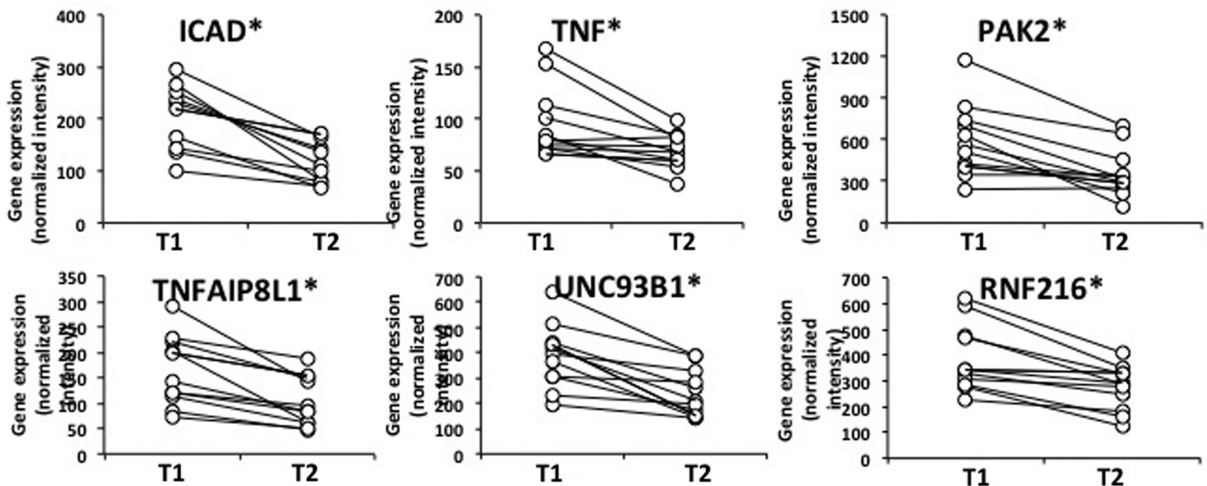 ICAD*
Gene expression
(normalized intensity)
400
300
200
100
0
T1 T2
TNF*
Gene expression
(normalized intensity)
200
150
100
50
0
T1 T2
PAK2*
Gene expression
(normalized intensity)
1500
1200
900
600
300
0
T1 T2
TNFAIP8L1*
Gene expression
(normalized
intensity)
350
300
250
200
150
100
50
0
T1 T2
UNC93B1*
Gene expression
(normalized
intensity)
700
600
500
400
300
200
100
0
T1 T2
RNF216*
Gene expression
(normalized
intensity)
700
600
500
400
300
200
100
0
T1 T2